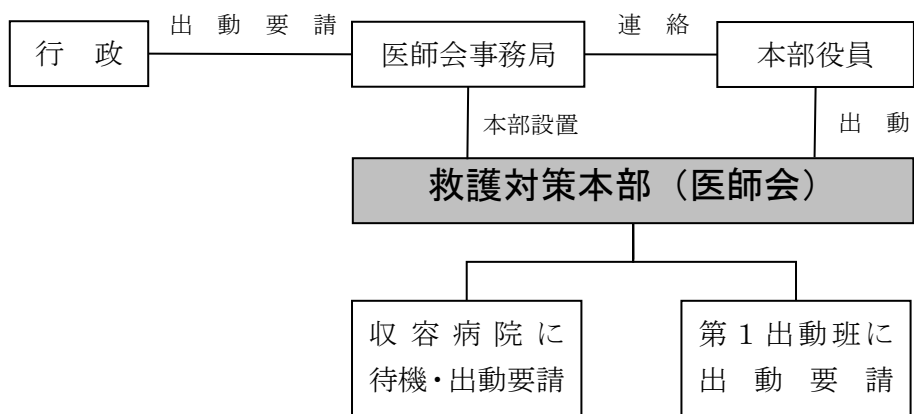 出動要請
連絡
行政
医師会事務局
本部役員
本部設置
出動
救護対策本部（医師会）
収容病院に
待機・出動要請
第１出動班に
出動要請